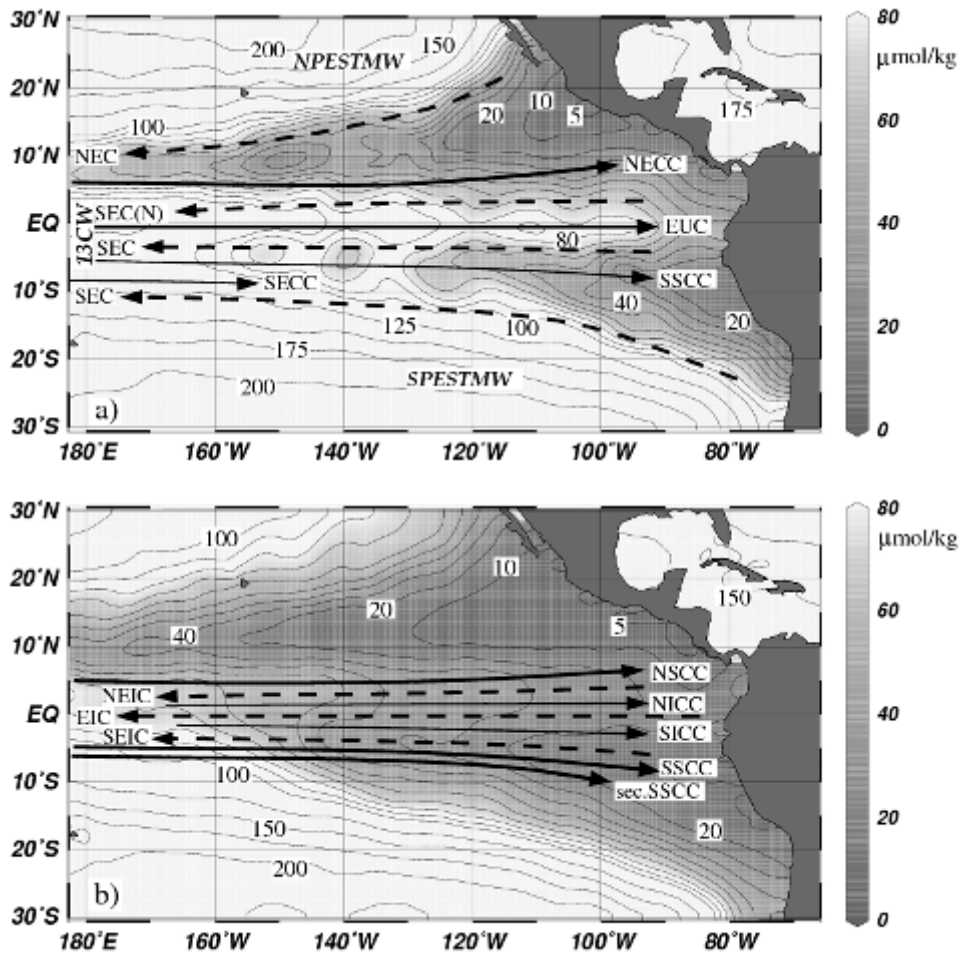 30˚N
20˚N
10˚N
EQ
10˚S
20˚S
30˚S
200
150
NPESTMW
100
175
20
10
5
NEC
NECC
SEC(N)
13CW
EUC
SEC
80
SSCC
SECC
SEC
40
125
100
20
175
200
SPESTMW
a)
180˚E
160˚W
140˚W
120˚W
100˚W
80˚W
80
µmol/kg
60
40
20
0
30˚N
20˚N
10˚N
EQ
10˚S
20˚S
30˚S
100
150
10
20
5
40
NSCC
NEIC
NICC
EIC
SICC
SEIC
SSCC
100
sec.SSCC
150
20
200
b)
180˚E
160˚W
140˚W
120˚W
100˚W
80˚W
80
µmol/kg
60
40
20
0